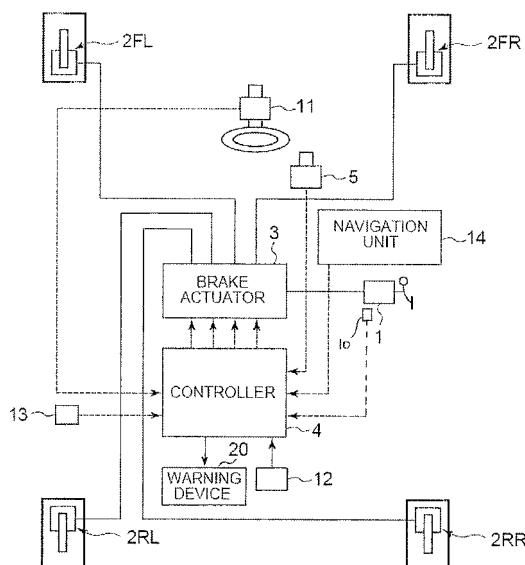 2FL
2FR
11
5
NAVIGATION
UNIT
14
3
BRAKE
ACTUATOR
1
CONTROLLER
13
4
20
WARNING
DEVICE
12
2RL
2RR